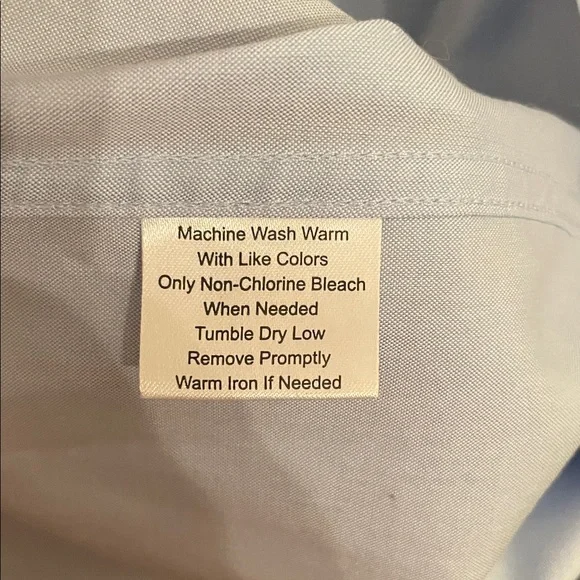 Machine Wash Warm
With Like Colors
Only Non-Chlorine Bleach
When Needed
Tumble Dry Low
Remove Promptly
Warm Iron If Needed